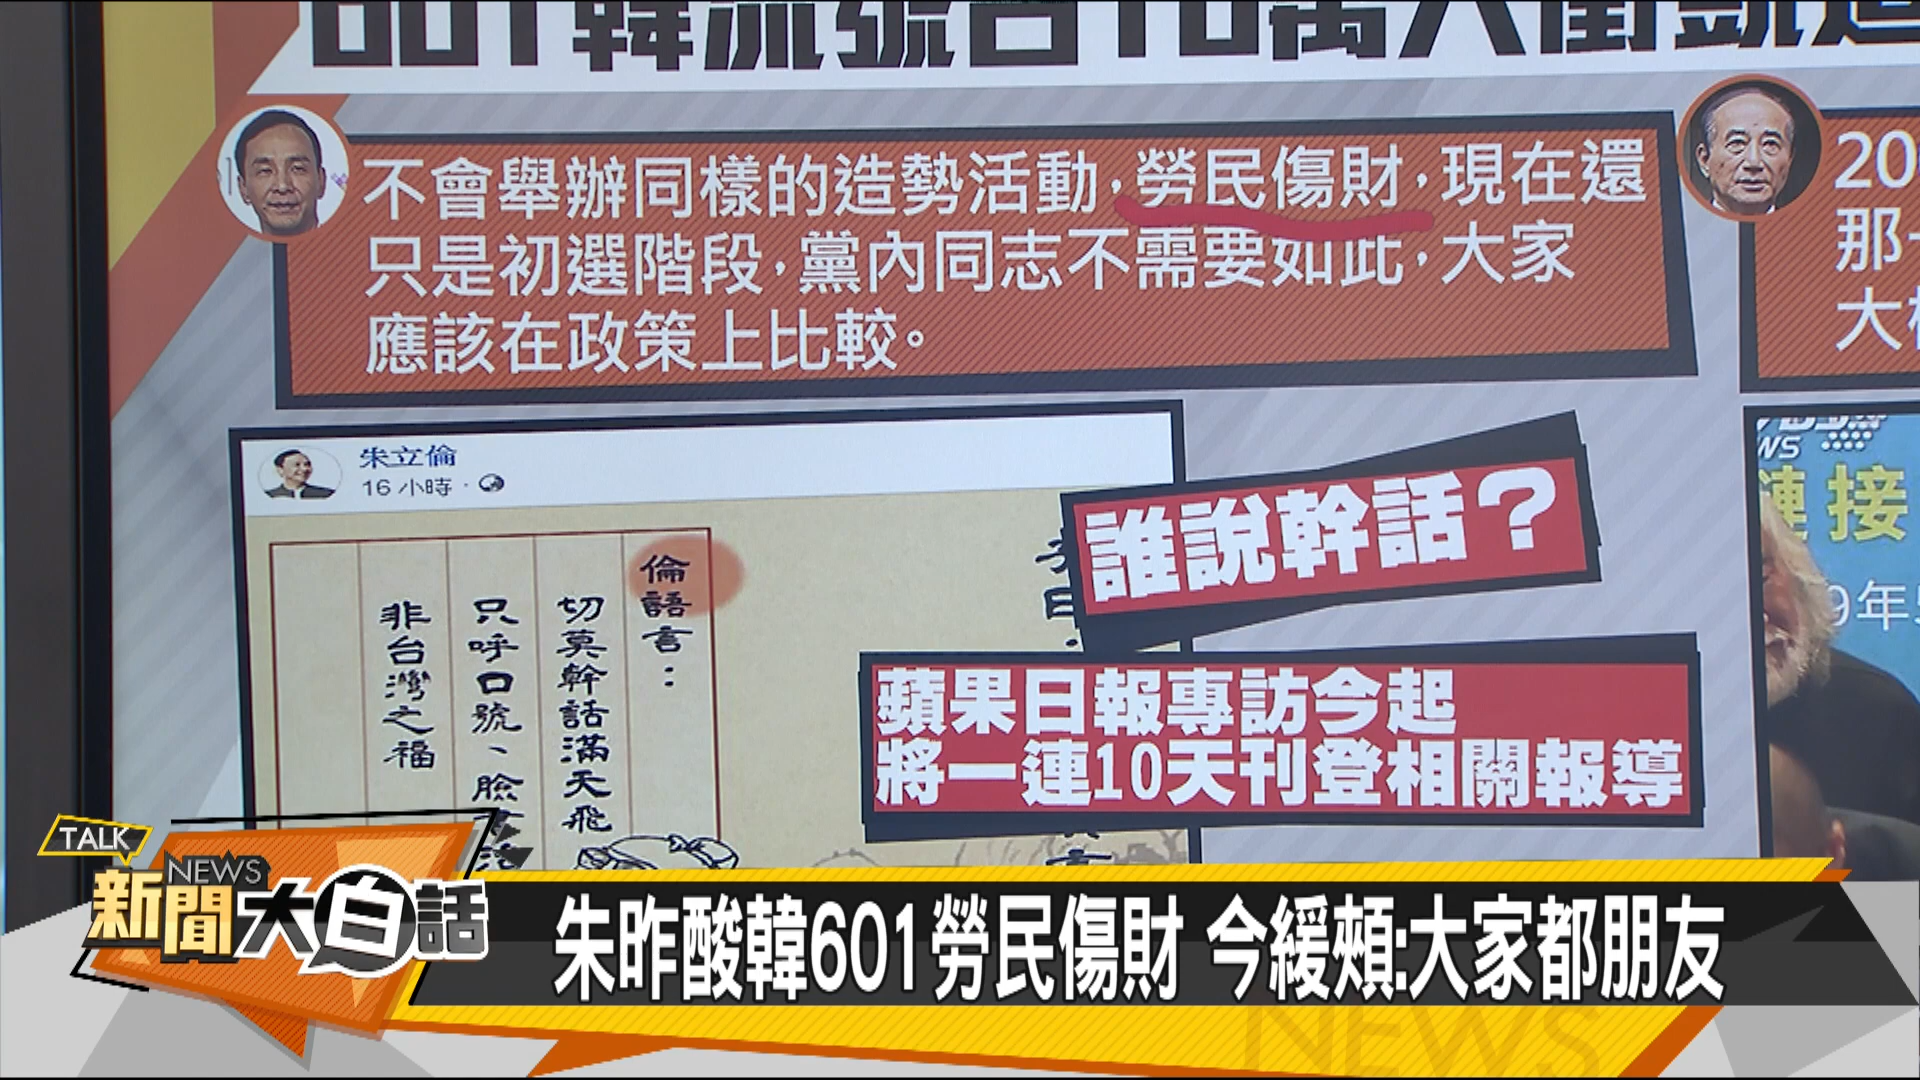 601韓流號召10萬人衝凱道
不會舉辦同樣的造勢活動,勞民傷財,現在還
只是初選階段,黨內同志不需要如此,大家
應該在政策上比較。
20
那
大
朱立倫
16 小時
倫語言:
切莫幹話滿天飛
只呼口號、臉
非台灣之福
誰說幹話?
蘋果日報專訪今起
將一連10天刊登相關報導
WS
接
9年
TALK
NEWS
新聞大白話
朱昨酸韓601勞民傷財 今緩頰:大家都朋友
NEWS